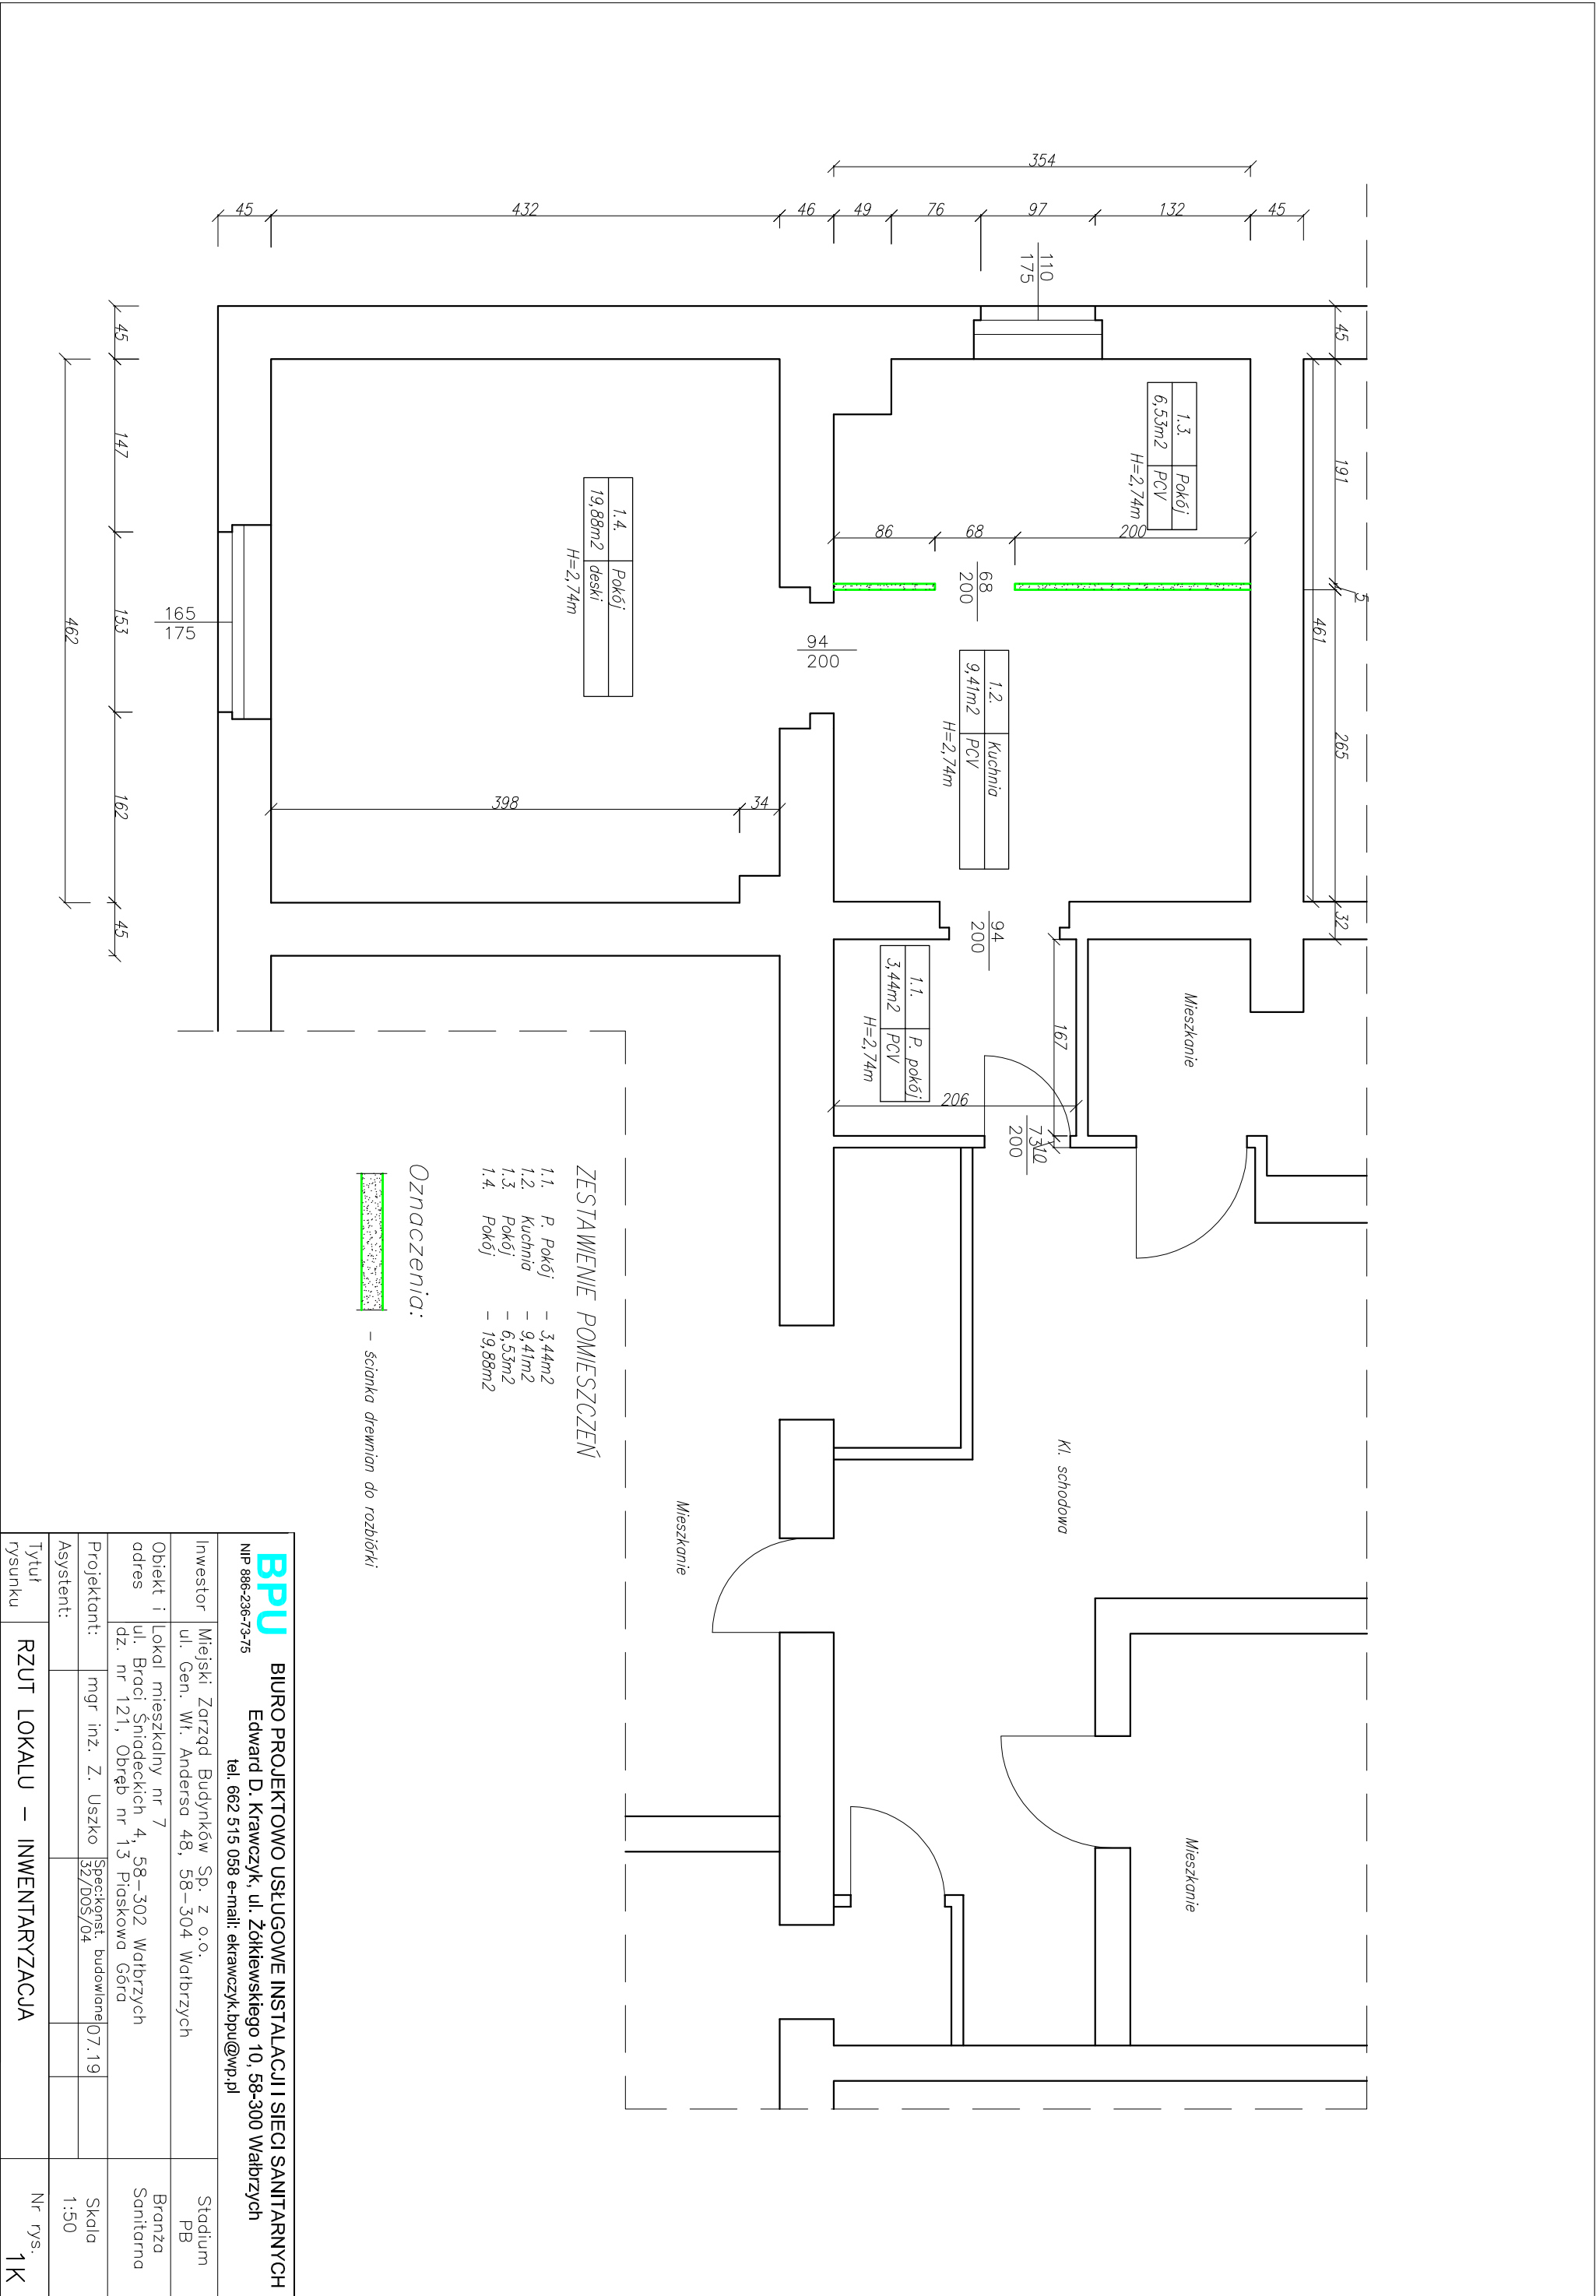 354
45
432
46
49
76
97
132
45
110
175
45
191
5
265
32
461
1.3. Pokój
6,53m2 PCV
H=2,74m
86
68
200
68
200
94
200
1.2. Kuchnia
9,41m2 PCV
H=2,74m
1.4. Pokój
19,88m2 deski
H=2,74m
398
34
94
200
1.1. P. pokój
3,44m2 PCV
H=2,74m
167
206
73
200
10
45
147
153
162
45
462
165
175
Mieszkanie
Kl. schodowa
Mieszkanie
Mieszkanie
ZESTAWIENIE POMIESZCZEŃ
1.1. P. Pokój - 3,44m2
1.2. Kuchnia - 9,41m2
1.3. Pokój - 6,53m2
1.4. Pokój - 19,88m2
Oznaczenia:
- ścianka drewnian do rozbiórki
BPU BIURO PROJEKTOWO USŁUGOWE INSTALACJI I SIECI SANITARNYCH
Edward D. Krawczyk, ul. Żółkiewskiego 10, 58-300 Wałbrzych
NIP 886-236-73-75 tel. 662 515 058 e-mail: ekrawczyk.bpu@wp.pl
Inwestor Miejski Zarząd Budynków Sp. z o.o.
ul. Gen. Wł. Andersa 48, 58-304 Wałbrzych
Stadium
PB
Obiekt i adres
Lokal mieszkalny nr 7
ul. Braci Śniadeckich 4, 58-302 Wałbrzych
dz. nr 121, Obręb nr 13 Piaskowa Góra
Branża
Sanitarna
Projektant: mgr inż. Z. Uszko Spec:konst. budowlane 07.19
32/DOŚ/04
Asystent:
Skala
1:50
Tytuł rysunku
RZUT LOKALU - INWENTARYZACJA
Nr rys.
1K